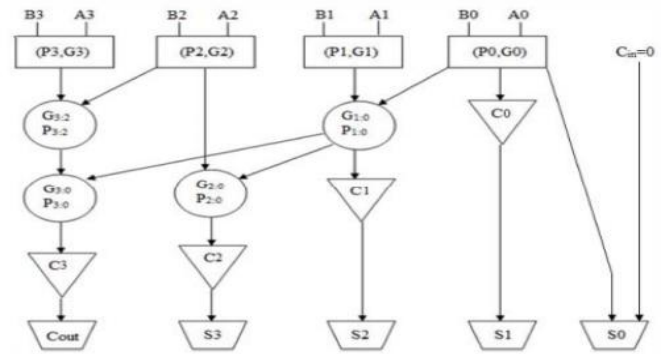 B3 A3 B2 A2 B1 A1 B0 A0
(P3,G3) (P2,G2) (P1,G1) (P0,G0) Cin=0
G3:2
P3:2
G1:0
P1:0
C0
G3:0
P3:0
G2:0
P2:0
C1
C3
C2
Cout S3 S2 S1 S0